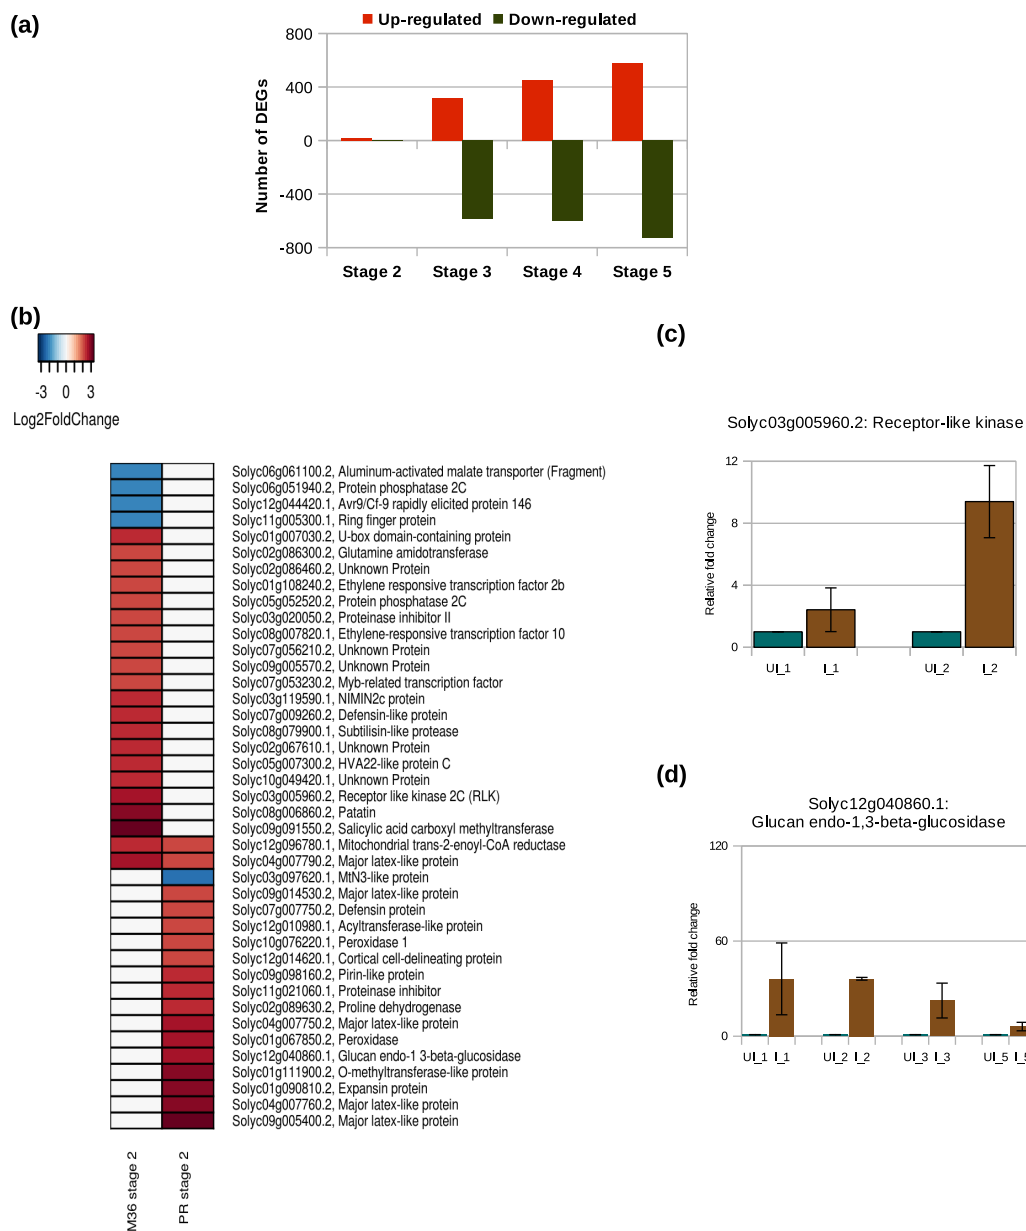 (a)
Up-regulated Down-regulated
800
400
0
-400
-800
Number of DEGs
Stage 2 Stage 3 Stage 4 Stage 5
(b)
-3 0 3
Log2FoldChange
Solyc06g061100.2, Aluminum-activated malate transporter (Fragment)
Solyc06g051940.2, Protein phosphatase 2C
Solyc12g044420.1, Avr9/Cf-9 rapidly elicited protein 146
Solyc11g005300.1, Ring finger protein
Solyc01g007030.2, U-box domain-containing protein
Solyc02g086300.2, Glutamine amidotransferase
Solyc02g086460.2, Unknown Protein
Solyc01g108240.2, Ethylene responsive transcription factor 2b
Solyc05g052520.2, Protein phosphatase 2C
Solyc03g020050.2, Proteinase inhibitor II
Solyc08g007820.1, Ethylene-responsive transcription factor 10
Solyc07g056210.2, Unknown Protein
Solyc09g005570.2, Unknown Protein
Solyc07g053230.2, Myb-related transcription factor
Solyc03g119590.1, NIMIN2c protein
Solyc07g009260.2, Defensin-like protein
Solyc08g079900.1, Subtilisin-like protease
Solyc02g067610.1, Unknown Protein
Solyc05g007300.2, HVA22-like protein C
Solyc10g049420.1, Unknown Protein
Solyc03g005960.2, Receptor like kinase 2C (RLK)
Solyc08g006860.2, Patatin
Solyc09g091550.2, Salicylic acid carboxyl methyltransferase
Solyc12g096780.1, Mitochondrial trans-2-enoyl-CoA reductase
Solyc04g007790.2, Major latex-like protein
Solyc03g097620.1, MtN3-like protein
Solyc09g014530.2, Major latex-like protein
Solyc07g007750.2, Defensin protein
Solyc12g010980.1, Acyltransferase-like protein
Solyc10g076220.1, Peroxidase 1
Solyc12g014620.1, Cortical cell-delineating protein
Solyc09g098160.2, Pirin-like protein
Solyc11g021060.1, Proteinase inhibitor
Solyc02g089630.2, Proline dehydrogenase
Solyc04g007750.2, Major latex-like protein
Solyc01g067850.2, Peroxidase
Solyc12g040860.1, Glucan endo-1 3-beta-glucosidase
Solyc01g111900.2, O-methyltransferase-like protein
Solyc01g090810.2, Expansin protein
Solyc04g007760.2, Major latex-like protein
Solyc09g005400.2, Major latex-like protein
M36 stage 2
PR stage 2
(c)
Solyc03g005960.2: Receptor-like kinase
12
8
4
0
Relative fold change
UI_1 I_1 UI_2 I_2
(d)
Solyc12g040860.1:
Glucan endo-1,3-beta-glucosidase
120
60
0
Relative fold change
UI_1 I_1 UI_2 I_2 UI_3 I_3 UI_5 I_5